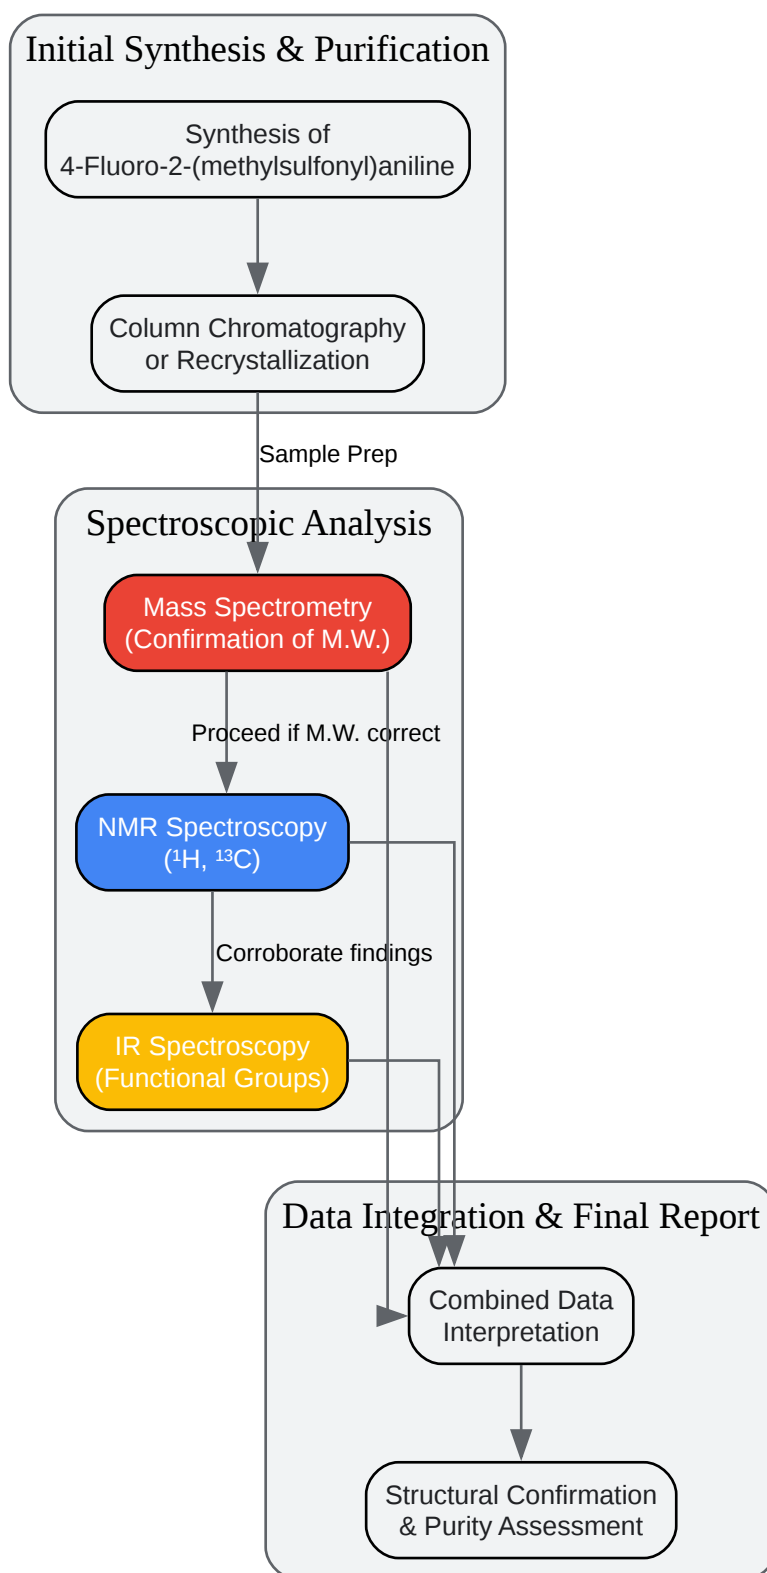 Initial Synthesis & Purification
Synthesis of
4-Fluoro-2-(methylsulfonyl)aniline
Column Chromatography
or Recrystallization
Sample Prep
Spectroscopic Analysis
Mass Spectrometry
(Confirmation of M.W.)
Proceed if M.W. correct
NMR Spectroscopy
(¹H, ¹³C)
Corroborate findings
IR Spectroscopy
(Functional Groups)
Data Integration & Final Report
Combined Data
Interpretation
Structural Confirmation
& Purity Assessment